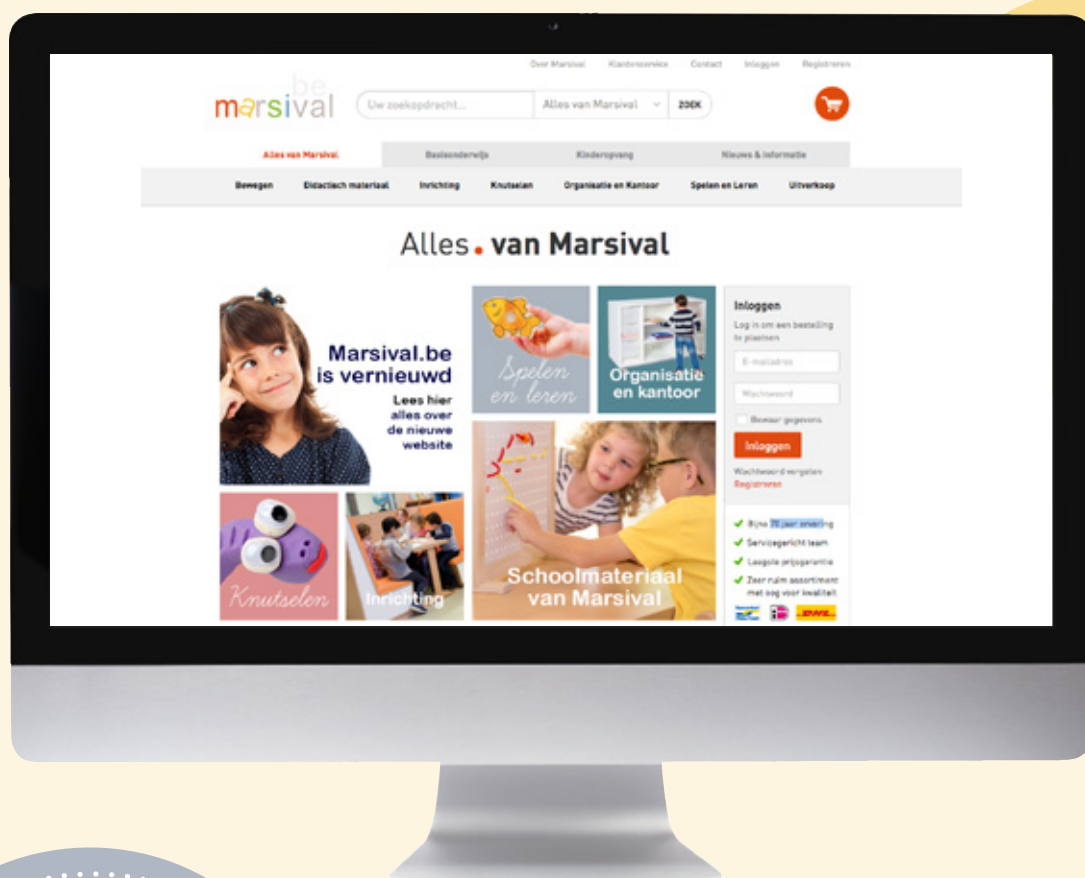 Over Marsival Klantenservice Contact Inloggen Registreren
be
marsival
Uw zoekopdracht... Alles van Marsival ZOEK
Alles van Marsival Basisonderwijs Kinderopvang Nieuws & Informatie
Bewegen Didactisch materiaal Inrichting Knutselen Organisatie en Kantoor Spelen en Leren Uitverkoop
Alles. van Marsival
Marsival.be
is vernieuwd
Lees hier
alles over
de nieuwe
website
Spelen
en leren
Organisatie
en kantoor
Knutselen
Inrichting
Schoolmateriaal
van Marsival
Inloggen
Log in om een bestelling
te plaatsen
E-mailadres
Wachtwoord
Bewaar gegevens
Inloggen
Wachtwoord vergeten
Registreren
Bijna 70 jaar ervaring
Servicegericht team
Laagste prijsgarantie
Zeer ruim assortiment
met oog voor kwaliteit
DHL